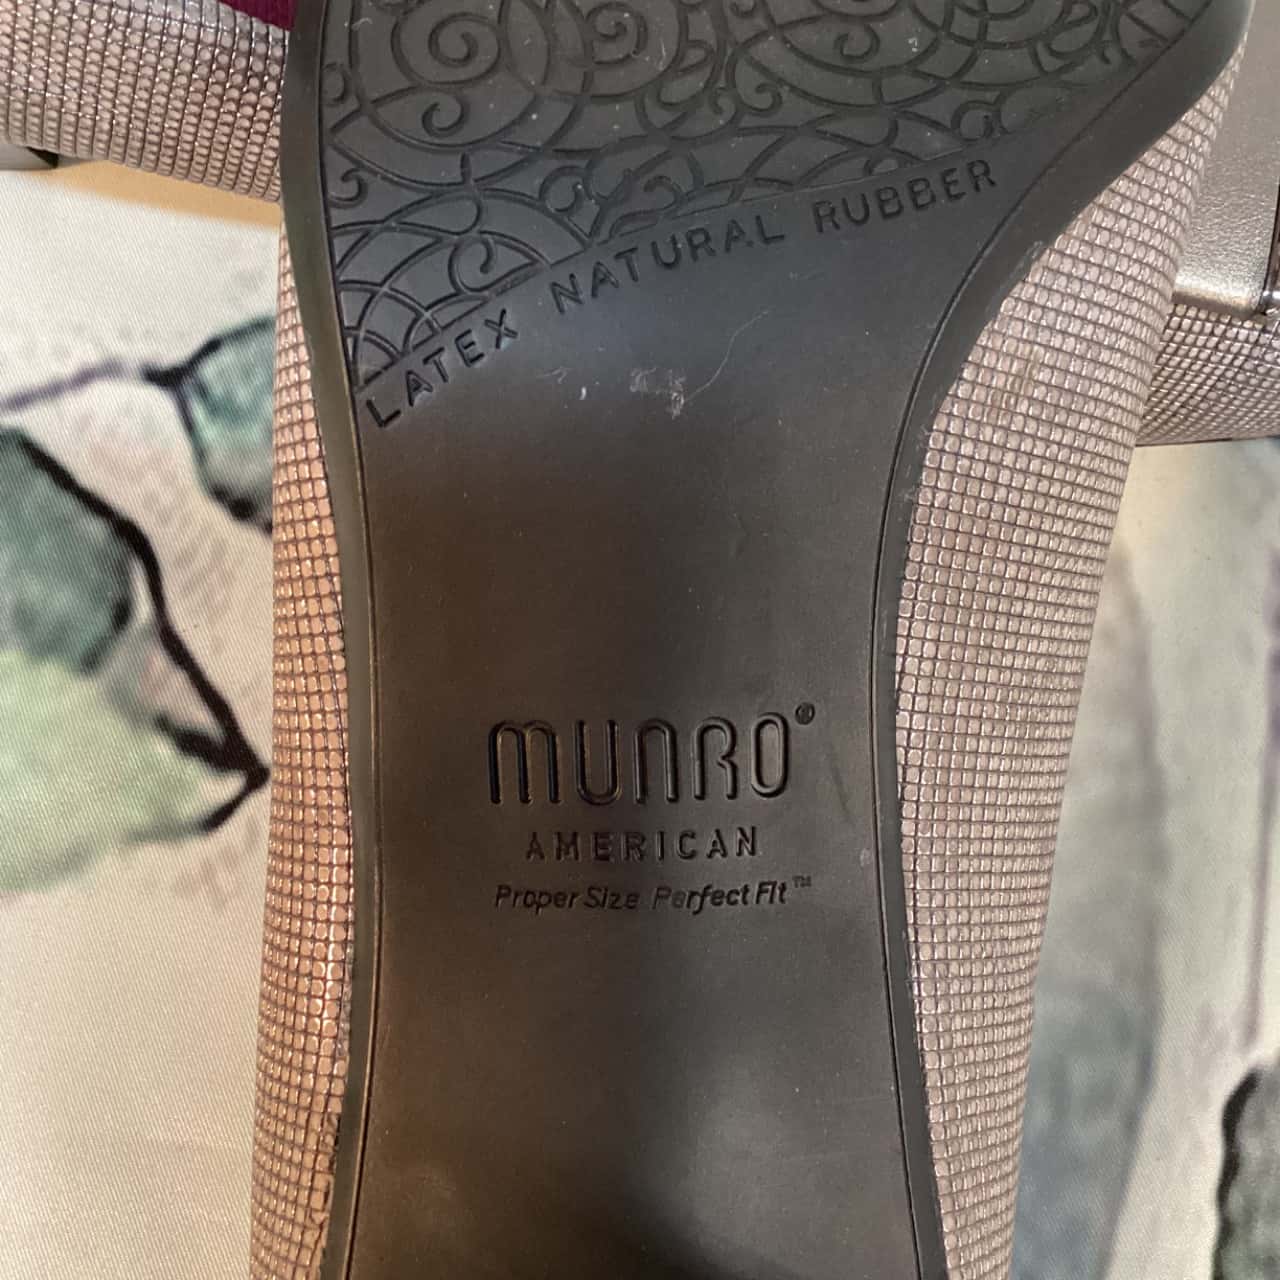 LATEX NATURAL RUBBER
MUNRO®
AMERICAN
Proper Size Perfect Fit™